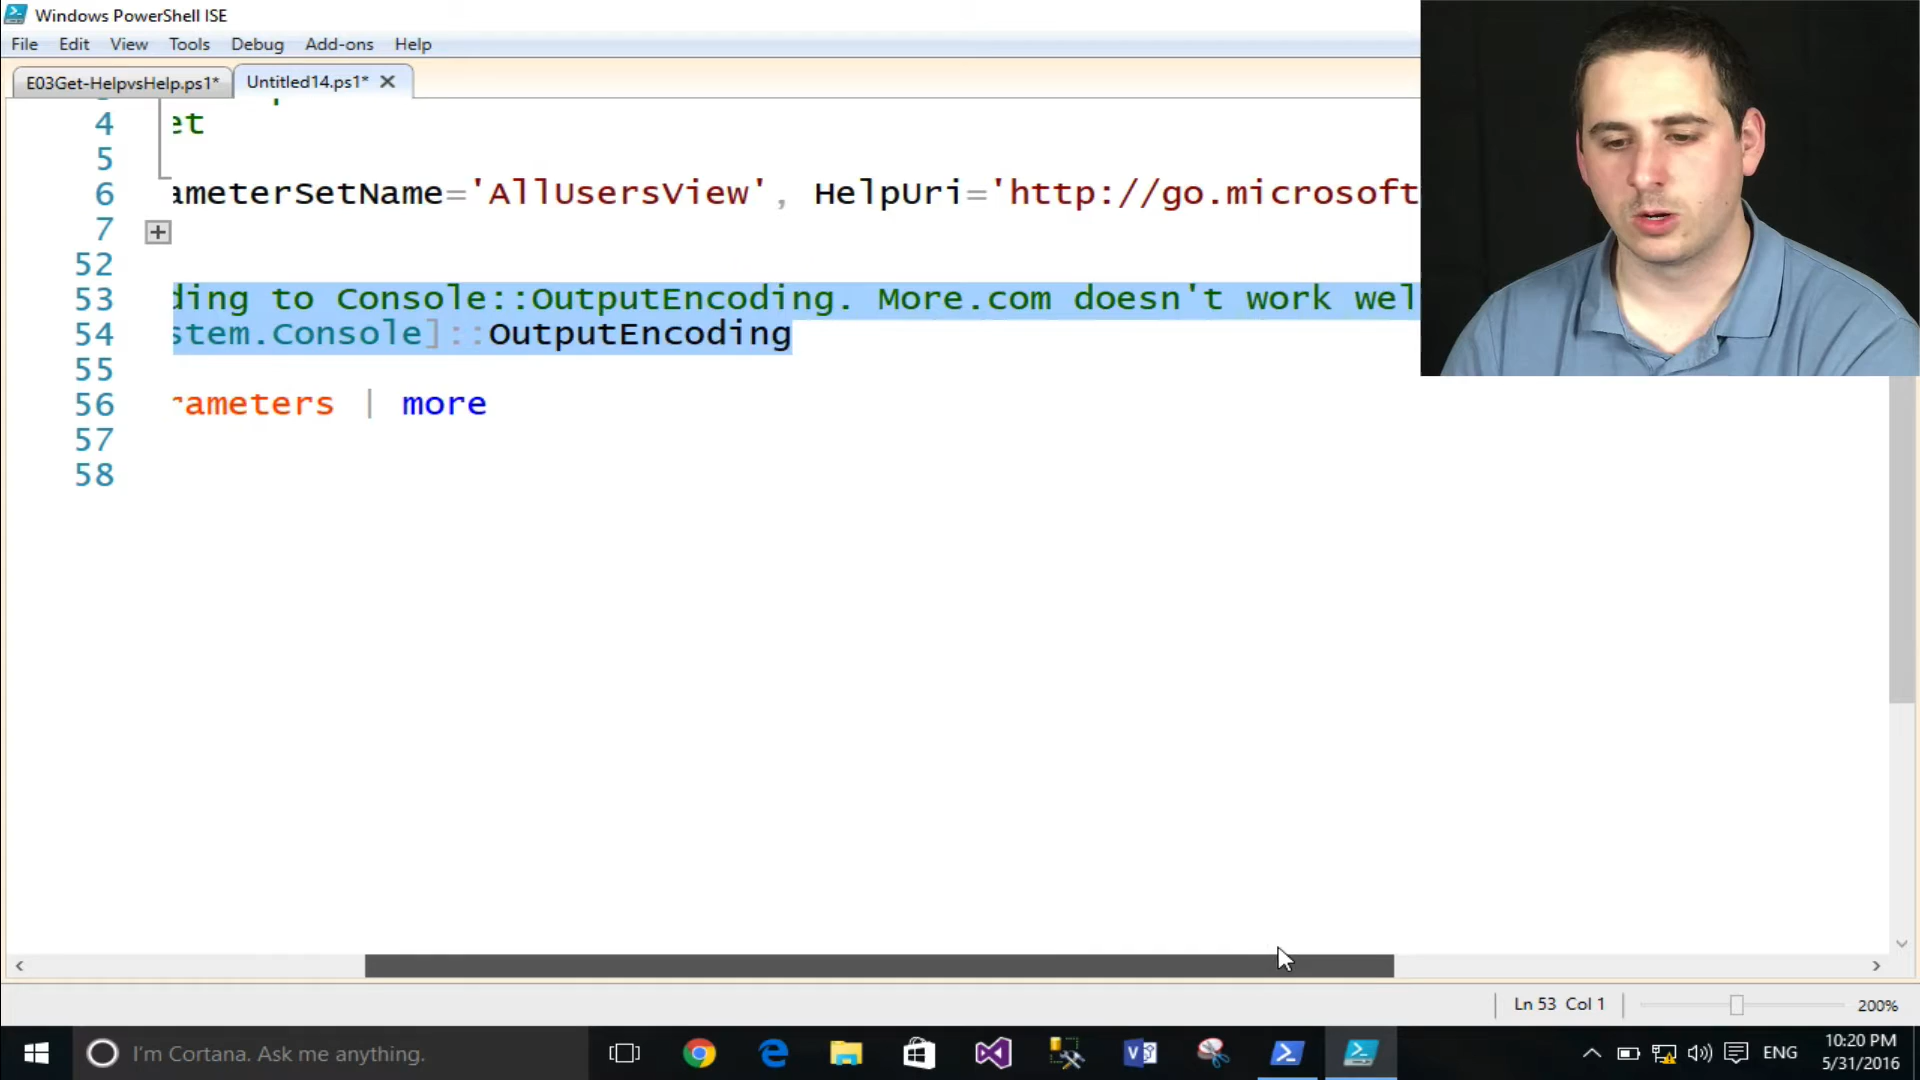 Windows PowerShell ISE
File Edit View Tools Debug Add-ons Help
E03Get-HelpvsHelp.ps1* Untitled14.ps1*
4 et
5
6 ameterSetName='AllUsersView', HelpUri='http://go.microsoft
7
52
53 ding to Console::OutputEncoding. More.com doesn't work wel
54 stem.Console]::OutputEncoding
55
56 rameters | more
57
58
Ln 53 Col 1 200%
I'm Cortana. Ask me anything.
ENG
10:20 PM
5/31/2016